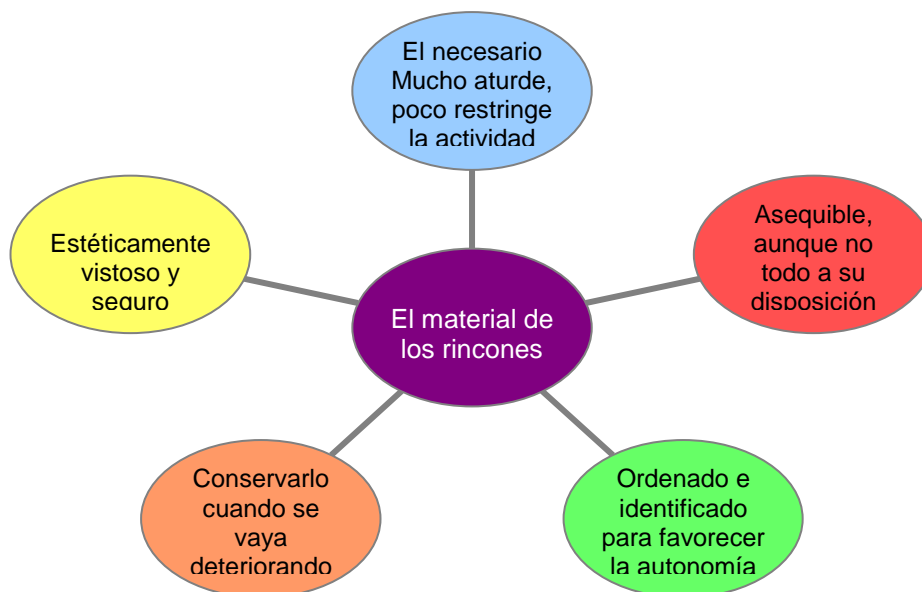 El necesario
Mucho aturde,
poco restringe
la actividad
Estéticamente
vistoso y
seguro
Asequible,
aunque no
todo a su
disposición
El material de
los rincones
Conservarlo
cuando se
vaya
deteriorando
Ordenado e
identificado
para favorecer
la autonomía